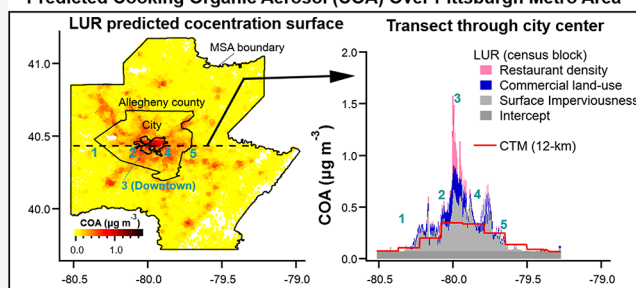 Predicted Cooking Organic Aerosol (COA) Over Pittsburgh Metro Area
LUR predicted cocentration surface
Transect through city center
MSA boundary
Allegheny county
City
1
2
4
5
3 (Downtown)
COA (µg m⁻³)
0.0
1.0
41.0
40.5
40.0
-80.5
-80.0
-79.5
-79.0
COA (µg m⁻³)
2.0
1.5
1.0
0.5
0.0
LUR (census block)
Restaurant density
Commercial land-use
Surface Imperviousness
Intercept
CTM (12-km)
1
2
3
4
5
-80.5
-80.0
-79.5
-79.0